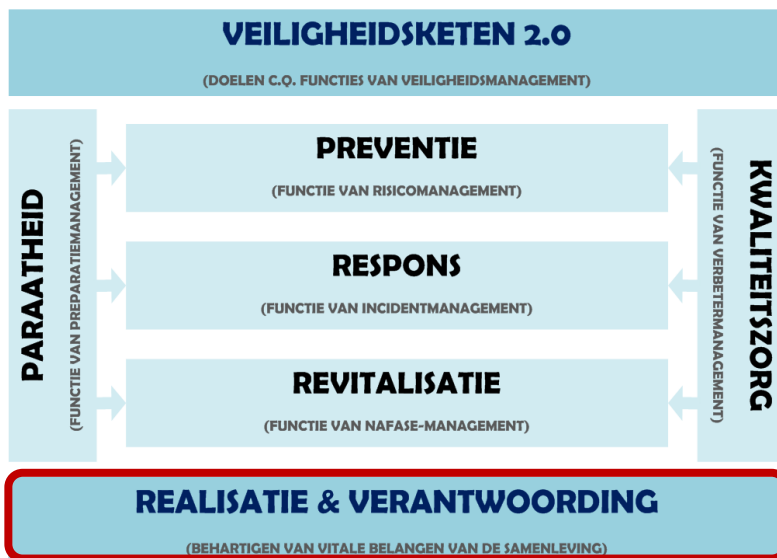 VEILIGHEIDSKETEN 2.0
(DOELEN C.Q. FUNCTIES VAN VEILIGHEIDSMANAGEMENT)
PARAATHEID
(FUNCTIE VAN PREPARATIEMANAGEMENT)
PREVENTIE
(FUNCTIE VAN RISICOMANAGEMENT)
RESPONS
(FUNCTIE VAN INCIDENTMANAGEMENT)
REVITALISATIE
(FUNCTIE VAN NAFASE-MANAGEMENT)
KWALITEITSZORG
(FUNCTIE VAN VERBETERMANAGEMENT)
REALISATIE & VERANTWOORDING
(BEHARTIGEN VAN VITALE BELANGEN VAN DE SAMENLEVING)